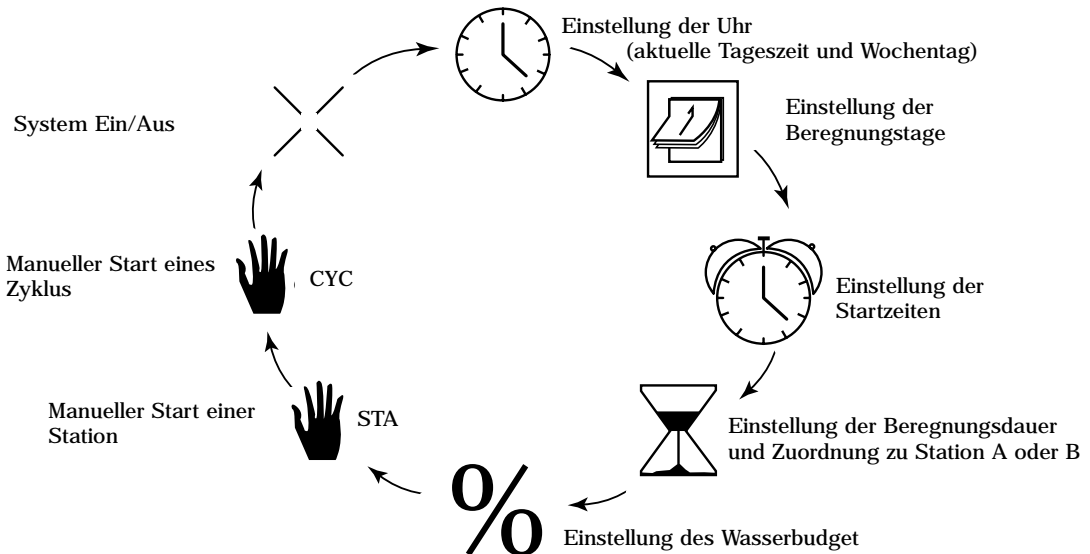 Einstellung der Uhr
(aktuelle Tageszeit und Wochentag)
System Ein/Aus
Einstellung der
Beregnungstage
Manueller Start eines
Zyklus
CYC
Einstellung der
Startzeiten
Manueller Start einer
Station
STA
Einstellung der Beregnungsdauer
und Zuordnung zu Station A oder B
%
Einstellung des Wasserbudget